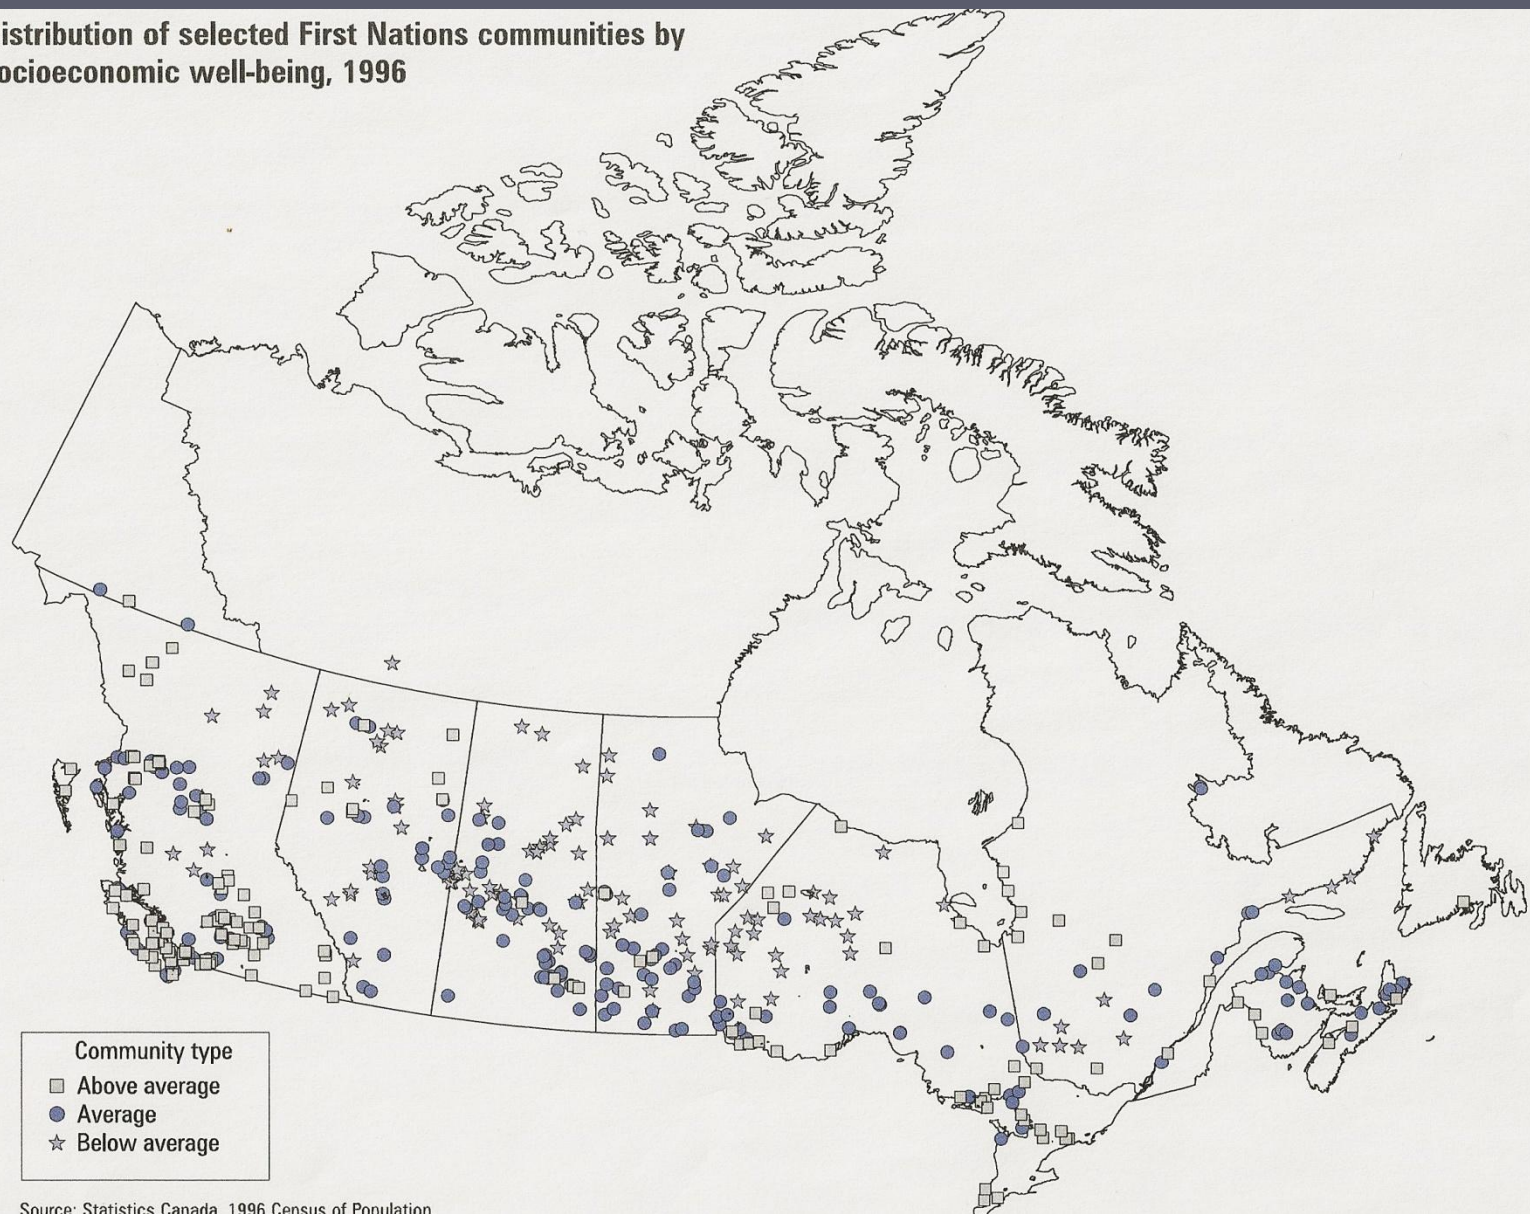 istribution of selected First Nations communities by
ocioeconomic well-being, 1996
Community type
Above average
Average
Below average
Source: Statistics Canada, 1996 Census of Population